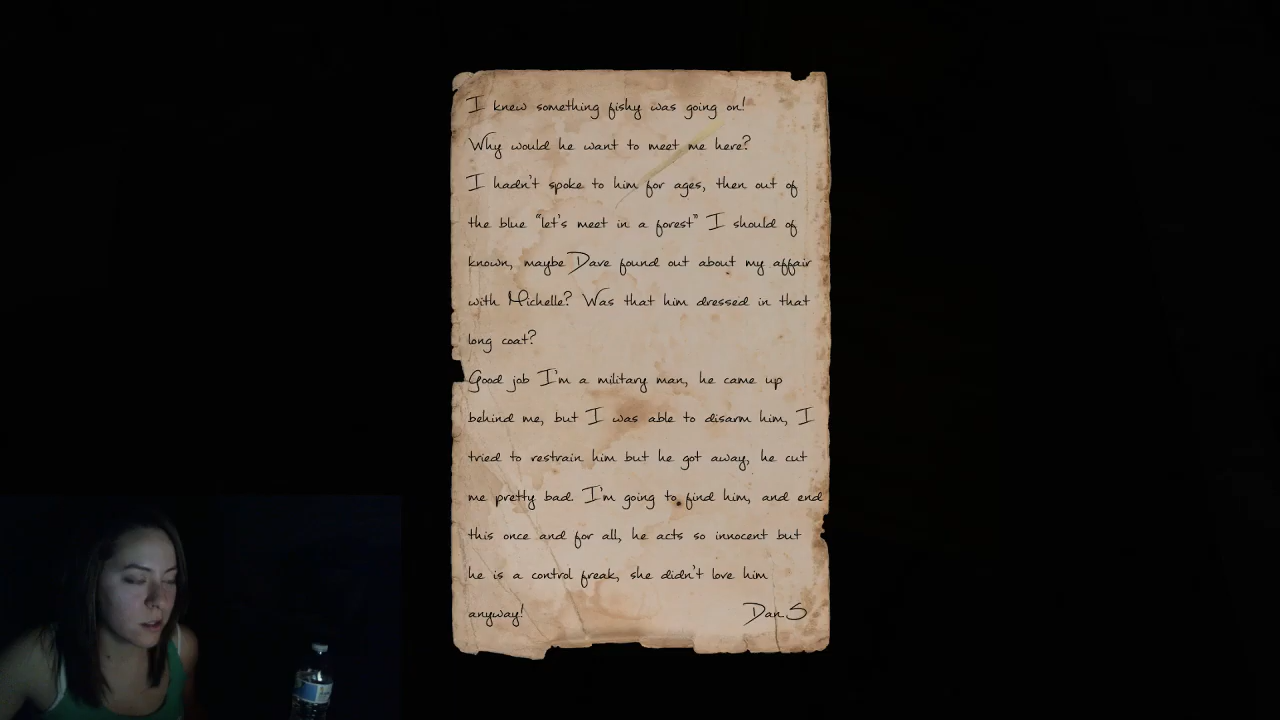 I knew something fishy was going on!
Why would he want to meet me here?
I hadn't spoke to him for ages, then out of
the blue "let's meet in a forest" I should of
known, maybe Dave found out about my affair
with Michelle? Was that him dressed in that
long coat?
Good job I'm a military man, he came up
behind me, but I was able to disarm him, I
tried to restrain him but he got away, he cut
me pretty bad. I'm going to find him, and end
this once and for all, he acts so innocent but
he is a control freak, she didn't love him
anyway! Dan.S